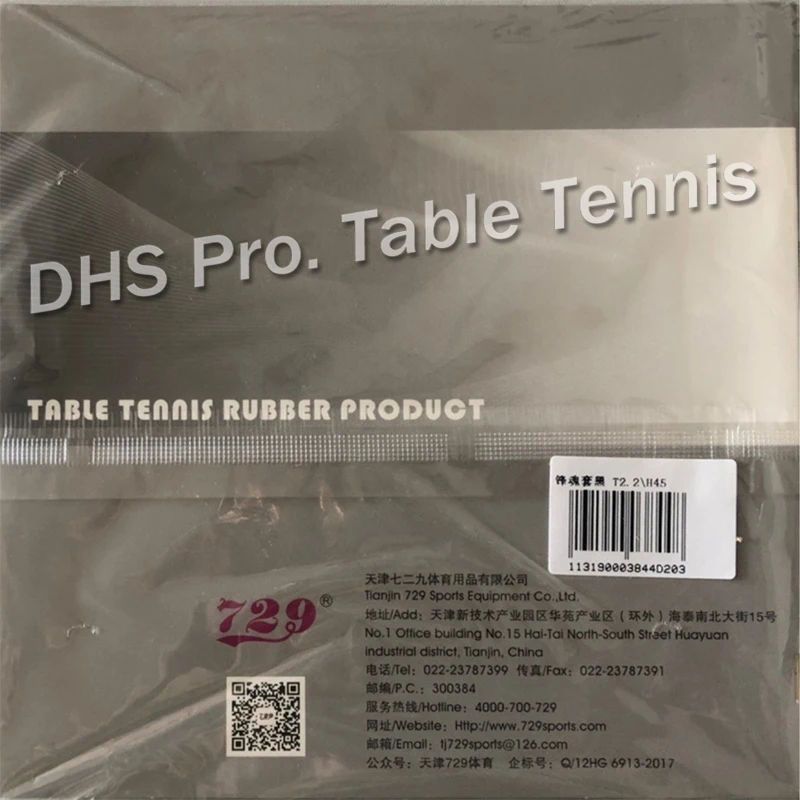 DHS Pro. Table Tennis
TABLE TENNIS RUBBER PRODUCT
锋魂套黑 T2.2\H45
113190003844D203
729®
天津七二九体育用品有限公司
Tianjin 729 Sports Equipment Co.,Ltd.
地址/Add：天津新技术产业园区华苑产业区（环外）海泰南北大街15号
No.1 Office building No.15 Hai-Tai North-South Street Huayuan
industrial district, Tianjin, China
电话/Tel：022-23787399 传真/Fax：022-23787391
邮编/P.C.：300384
服务热线/Hotline：4000-700-729
网址/Website：Http://www.729sports.com
邮箱/Email：tj729sports@126.com
公众号：天津729体育 企标号：Q/12HG 6913-2017